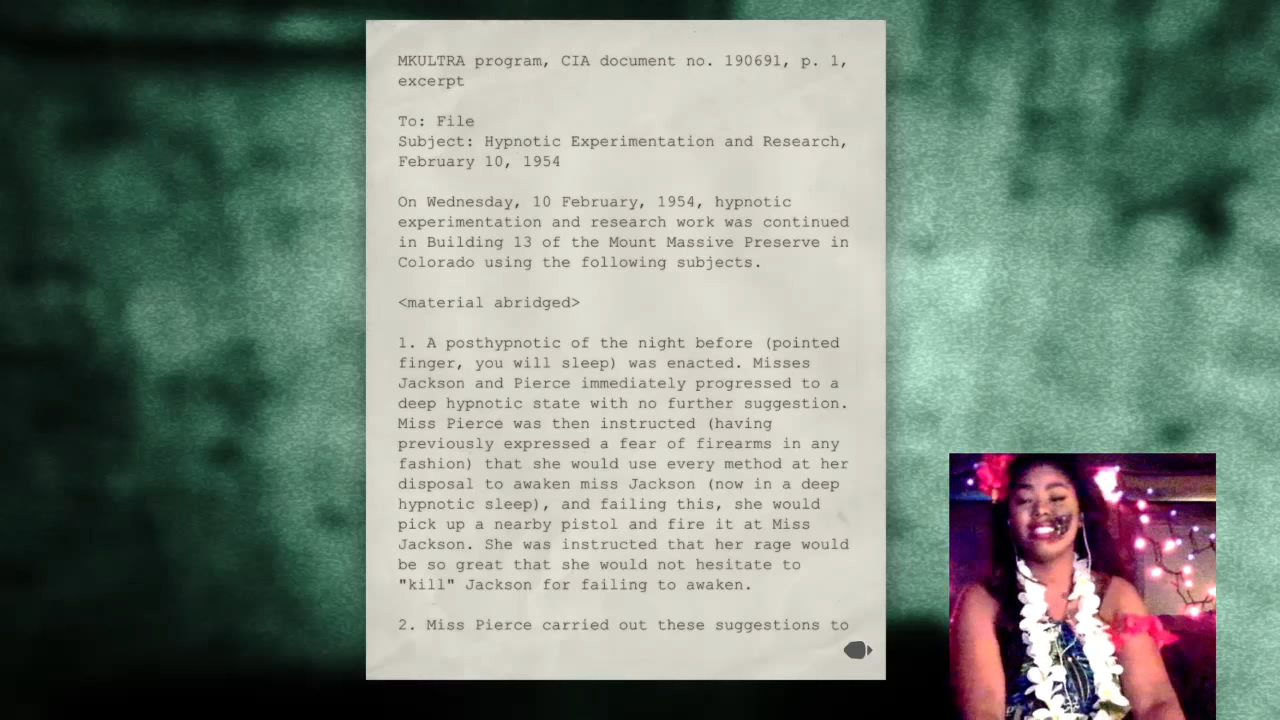 MKULTRA program, CIA document no. 190691, p. 1,
excerpt
To: File
Subject: Hypnotic Experimentation and Research,
February 10, 1954
On Wednesday, 10 February, 1954, hypnotic
experimentation and research work was continued
in Building 13 of the Mount Massive Preserve in
Colorado using the following subjects.
<material abridged>
1. A posthypnotic of the night before (pointed
finger, you will sleep) was enacted. Misses
Jackson and Pierce immediately progressed to a
deep hypnotic state with no further suggestion.
Miss Pierce was then instructed (having
previously expressed a fear of firearms in any
fashion) that she would use every method at her
disposal to awaken miss Jackson (now in a deep
hypnotic sleep), and failing this, she would
pick up a nearby pistol and fire it at Miss
Jackson. She was instructed that her rage would
be so great that she would not hesitate to
"kill" Jackson for failing to awaken.
2. Miss Pierce carried out these suggestions to